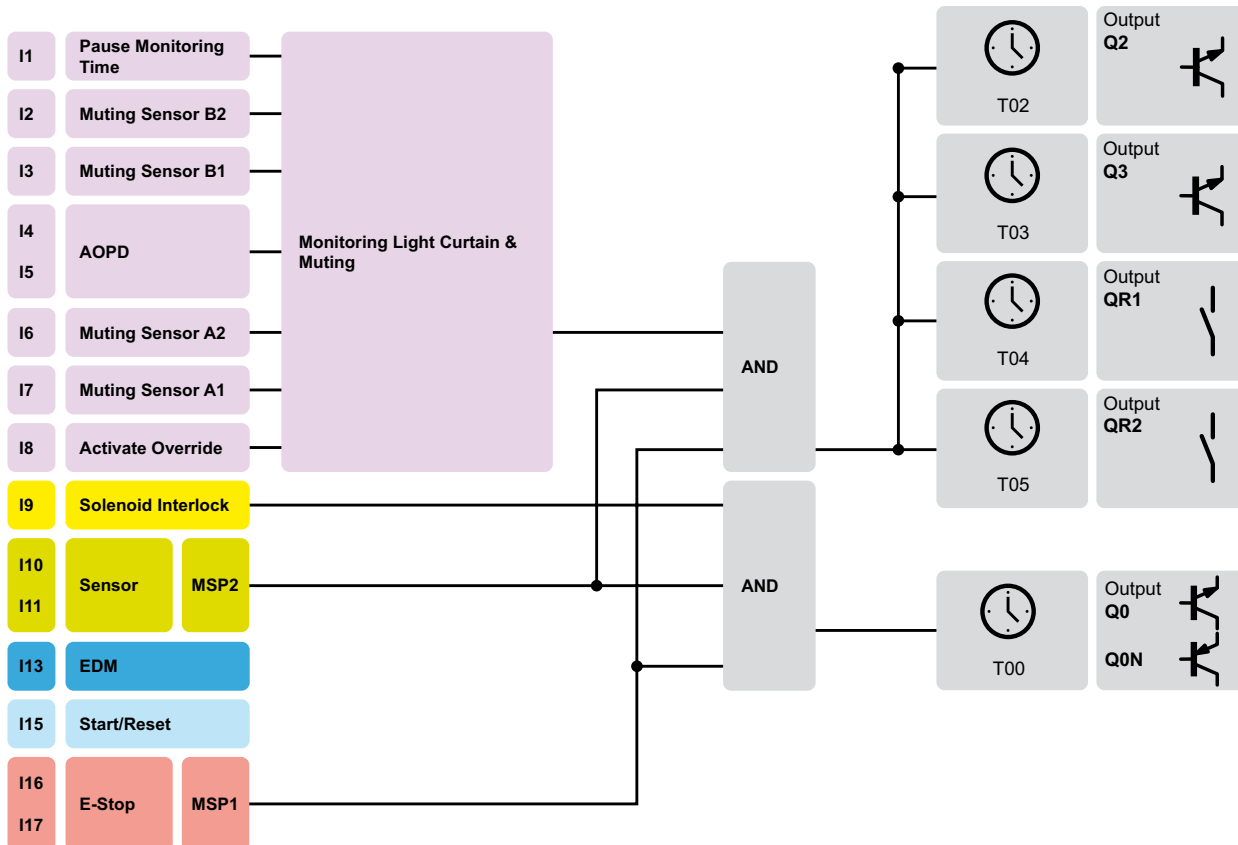 I1
Pause Monitoring
Time
I2
Muting Sensor B2
I3
Muting Sensor B1
I4
I5
AOPD
I6
Muting Sensor A2
I7
Muting Sensor A1
I8
Activate Override
Monitoring Light Curtain &
Muting
I9
Solenoid Interlock
I10
I11
Sensor
MSP2
I13
EDM
I15
Start/Reset
I16
I17
E-Stop
MSP1
AND
AND
T02
Output
Q2
T03
Output
Q3
T04
Output
QR1
T05
Output
QR2
T00
Output
Q0
Q0N